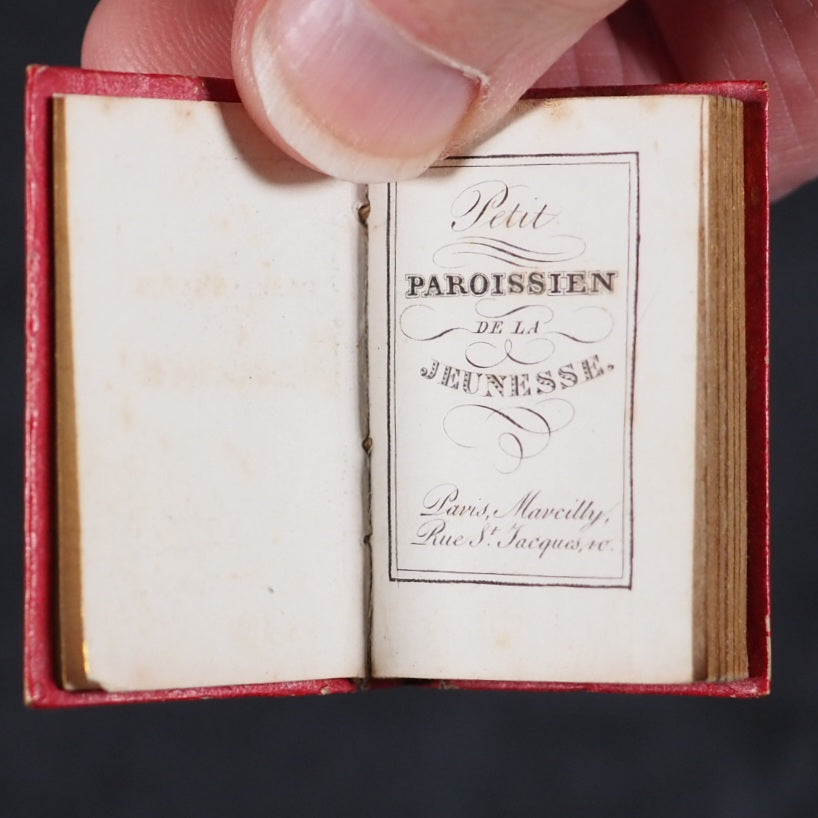 Petit
PAROISSIEN
DE LA
JEUNESSE.
Paris, Marcilly,
Rue St. Jacques, 10.